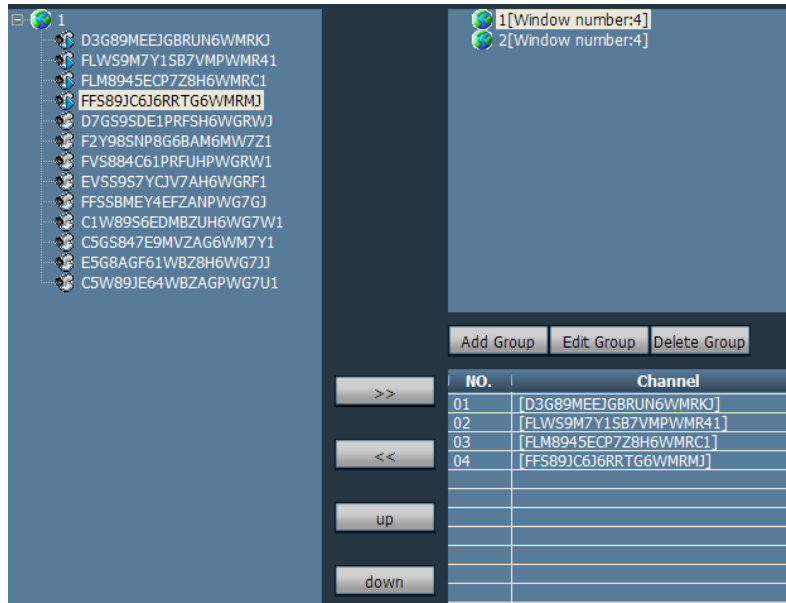 1
D3G89MEEJGBRUN6WMRKJ
FLWS9M7Y1SB7VMPWMR41
FLM8945ECP7Z8H6WMRC1
FFS89JC6J6RRTG6WMRMJ
D7GS9SDE1PRFSH6WGRWJ
F2Y98SNP8G6BAM6MW7Z1
FVS884C61PRFUHPWGRW1
EVSS9S7YCJV7AH6WGRF1
FFSSBMEY4EFZANPWG7GJ
C1W89S6EDMBZUH6WG7W1
C5GS847E9MVZAG6WM7Y1
E5G8AGF61WBZ8H6WG7JJ
C5W89JE64WBZAGPWG7U1
1[Window number:4]
2[Window number:4]
Add Group Edit Group Delete Group
>>
<<
up
down
NO. Channel
01 [D3G89MEEJGBRUN6WMRKJ]
02 [FLWS9M7Y1SB7VMPWMR41]
03 [FLM8945ECP7Z8H6WMRC1]
04 [FFS89JC6J6RRTG6WMRMJ]